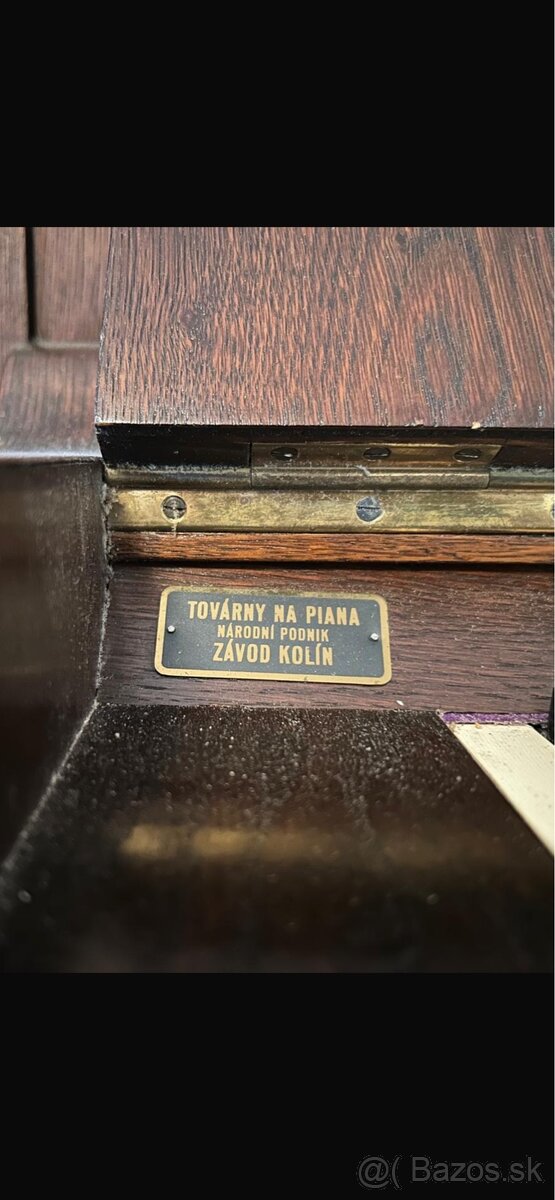 TOVÁRNY NA PIANA
NÁRODNÍ PODNIK
ZÁVOD KOLÍN
@( Bazos.sk